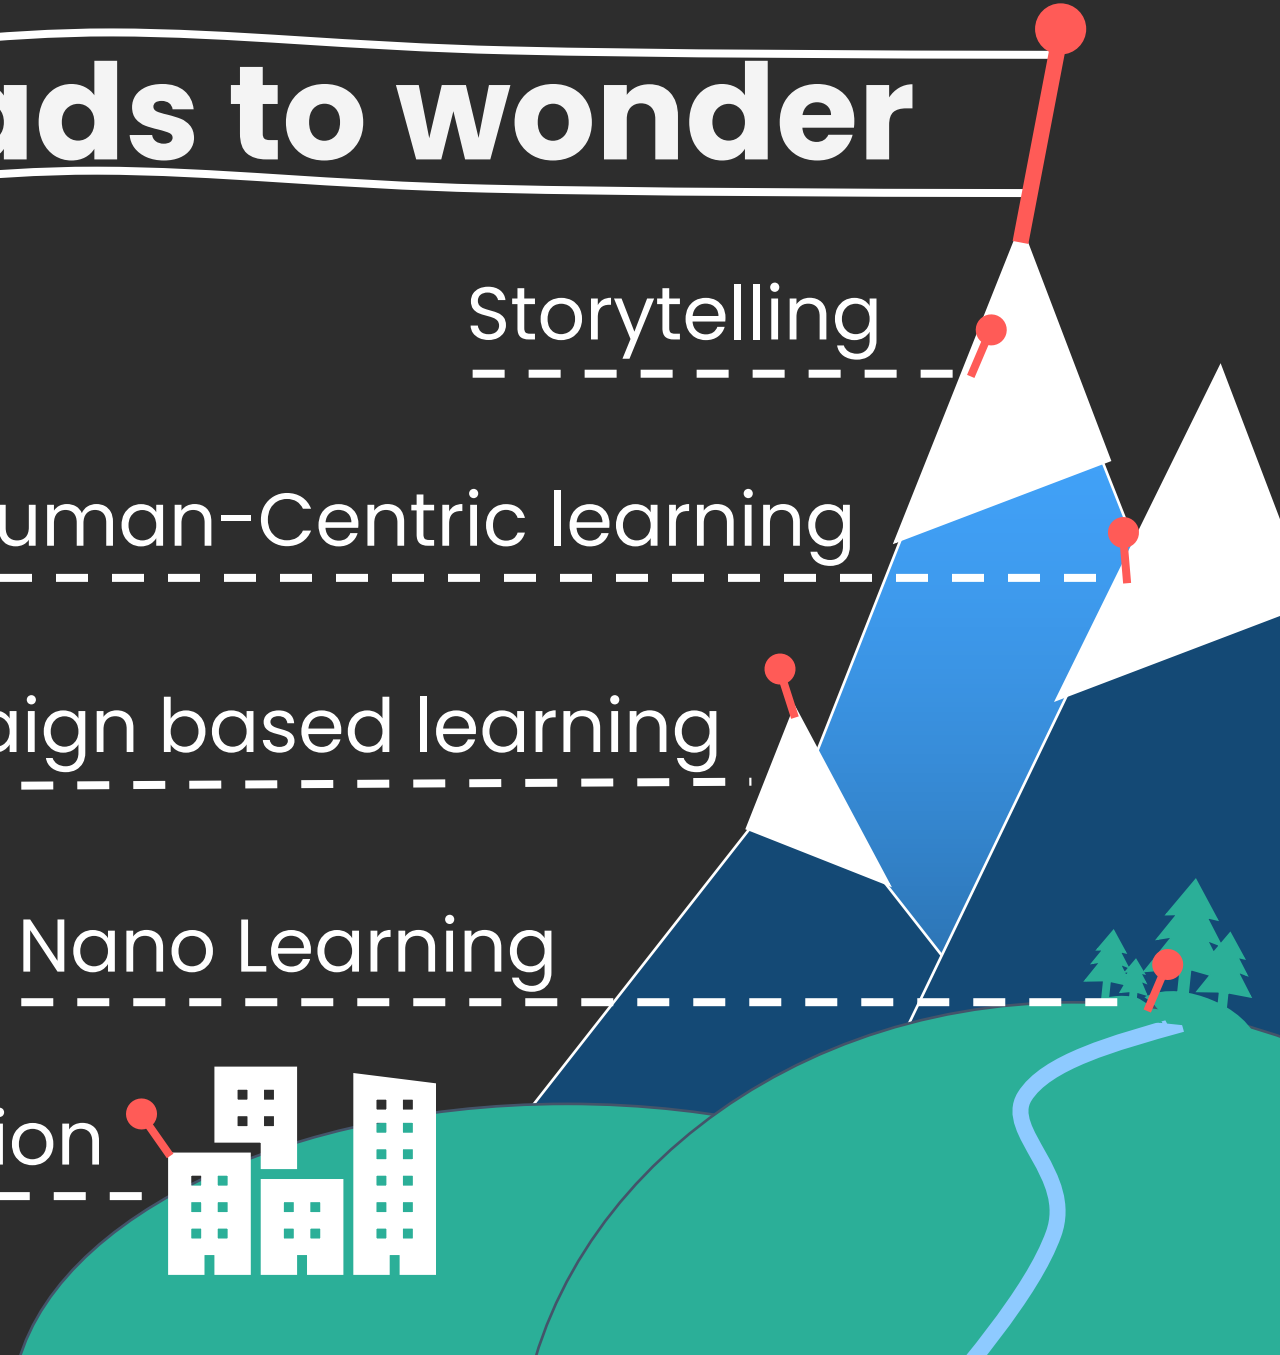 ads to wonder
Storytelling
uman-Centric learning
aign based learning
Nano Learning
ion